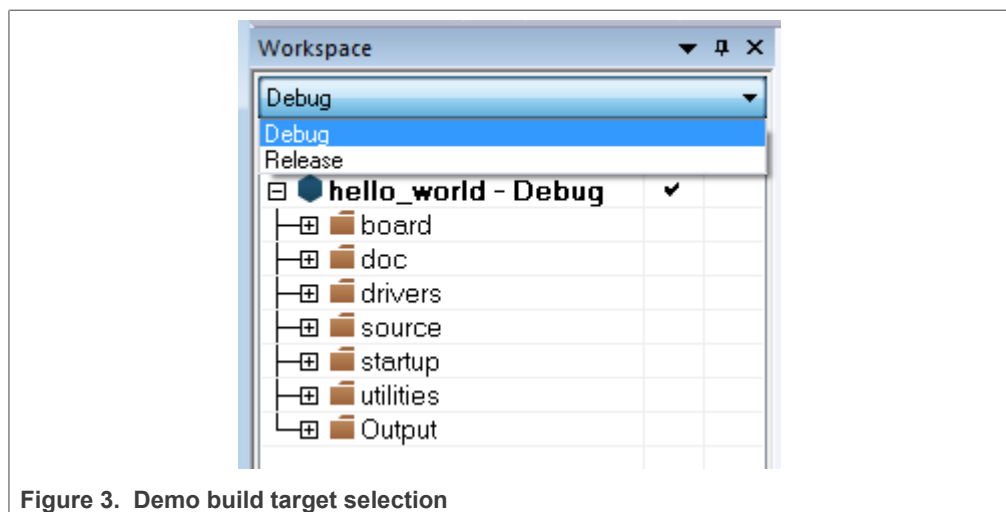 Workspace
Debug
Debug
Release
hello_world - Debug
board
doc
drivers
source
startup
utilities
Output
Figure 3. Demo build target selection